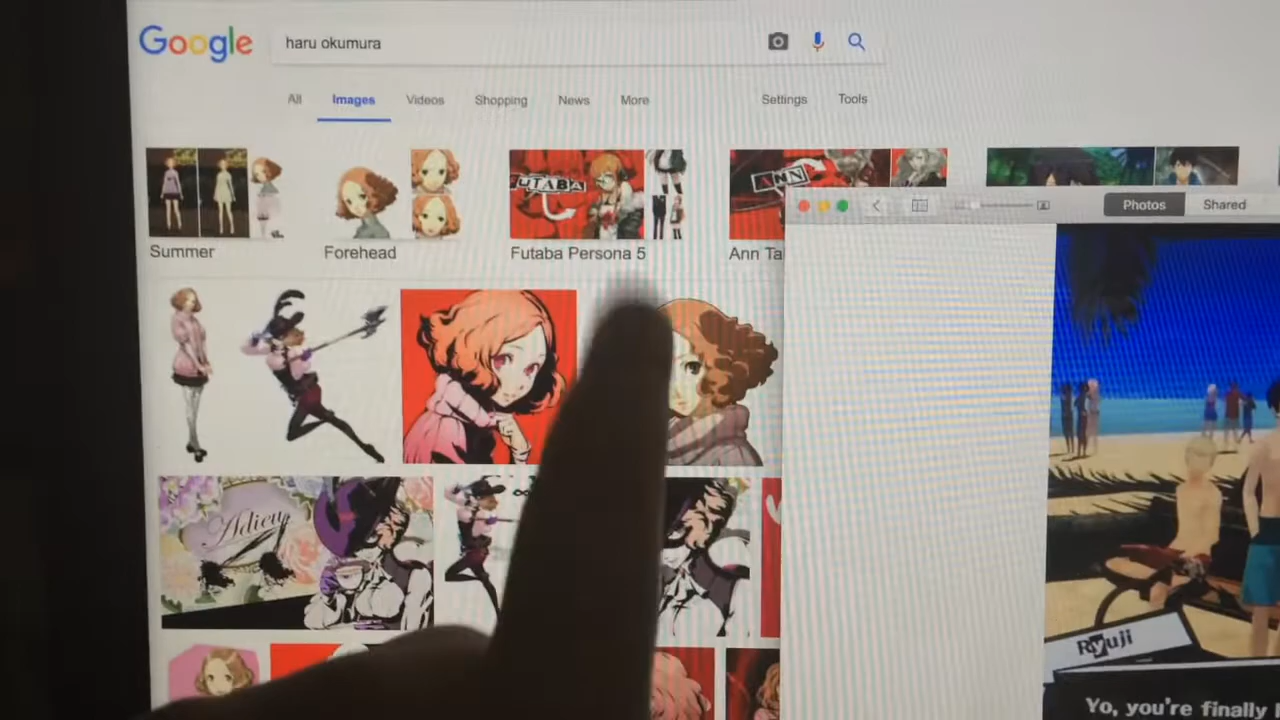 Google
haru okumura
All Images Videos Shopping News More Settings Tools
UTABA
ANN
Photos Shared
Summer
Forehead
Futaba Persona 5
Ann Ta
Adieu
Ryuji
Yo, you're finally